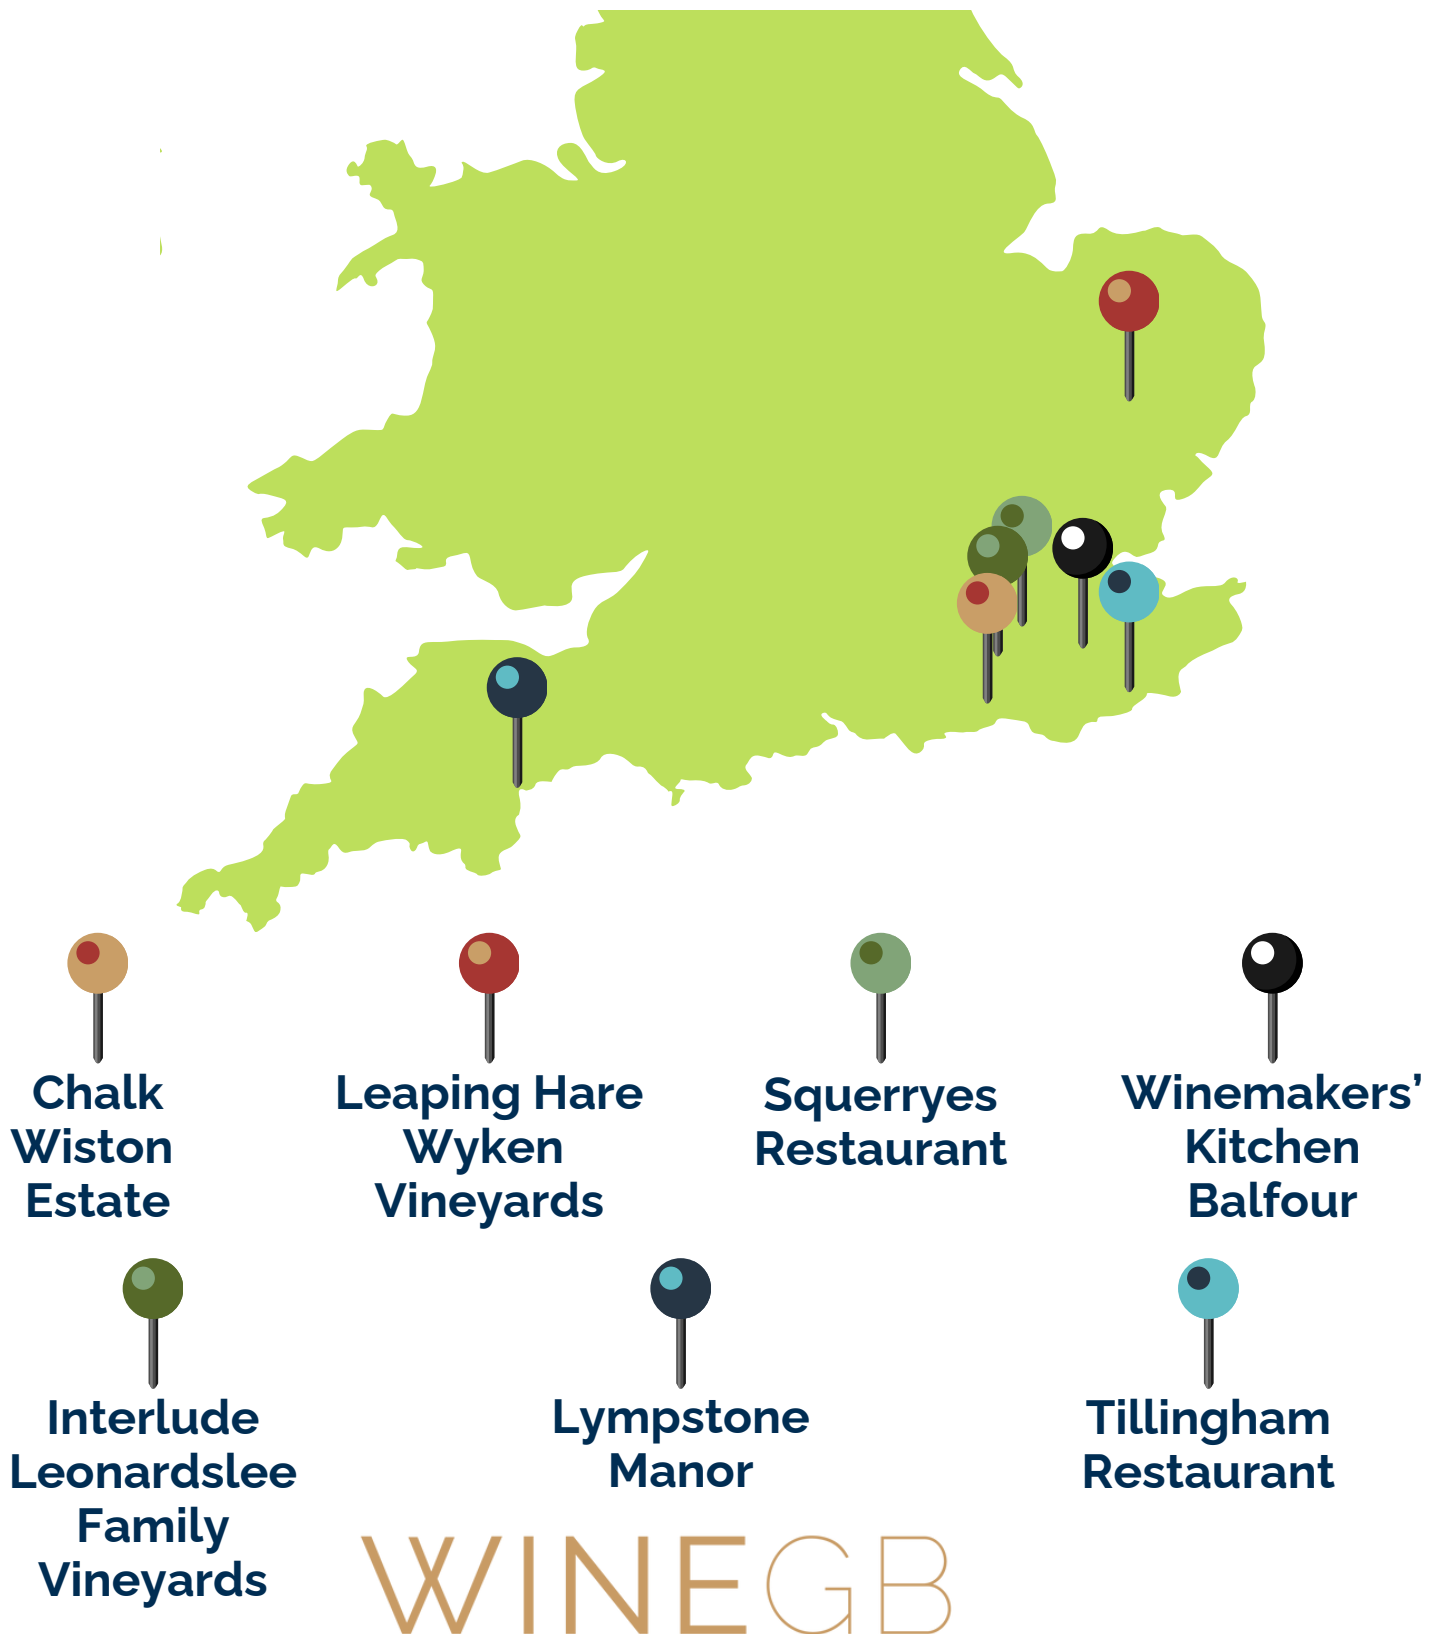 Chalk
Wiston
Estate
Leaping Hare
Wyken
Vineyards
Squerryes
Restaurant
Winemakers’
Kitchen
Balfour
Interlude
Leonardslee
Family
Vineyards
Lympstone
Manor
Tillingham
Restaurant
WINEGB